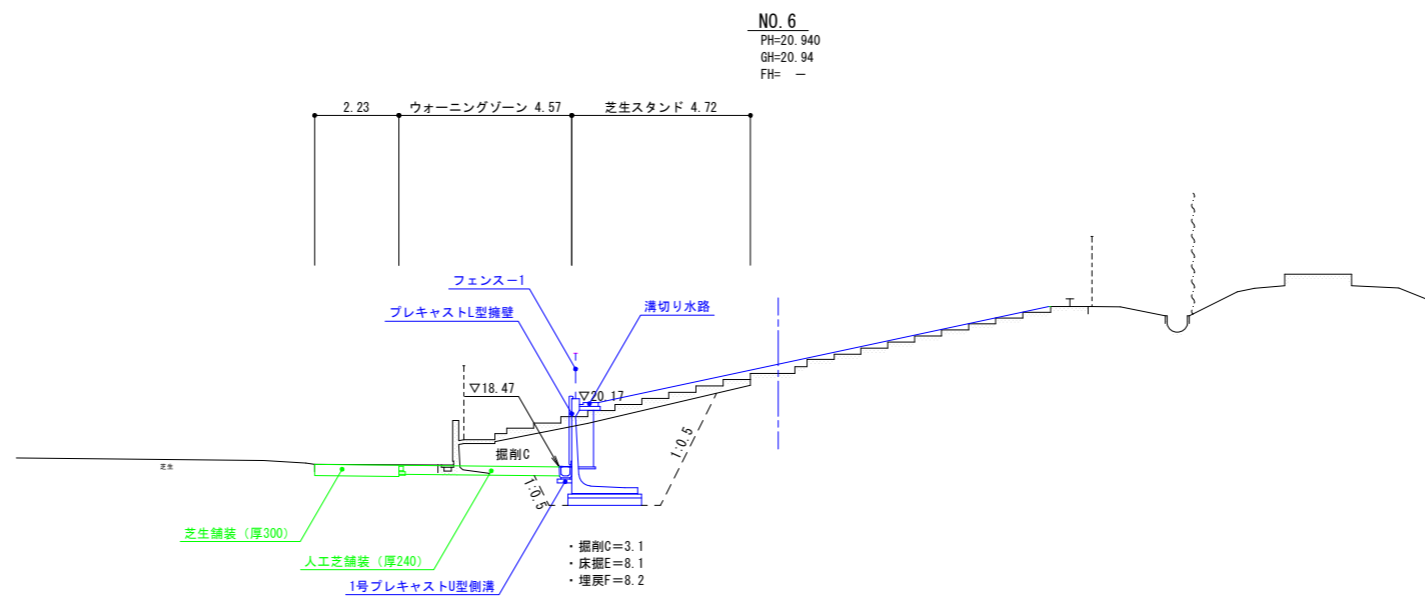 NO.6
PH=20.940
GH=20.94
FH= －
2.23
ウォーニングゾーン 4.57
芝生スタンド 4.72
フェンスー1
プレキャストL型擁壁
溝切り水路
▽18.47
▽20.17
掘削C
1:0.5
芝生
1:0.5
芝生舗装（厚300）
人工芝舗装（厚240）
1号プレキャストU型側溝
・掘削C＝3.1
・床掘E＝8.1
・埋戻F＝8.2